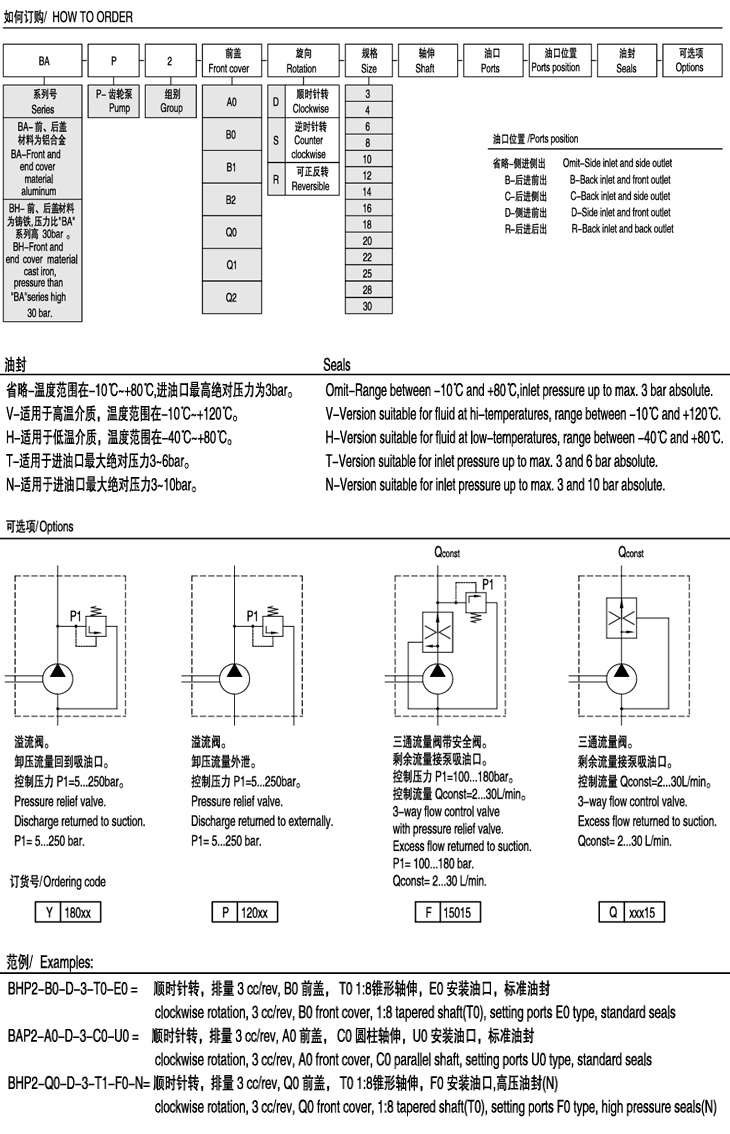 如何订购/ HOW TO ORDER
BA – P – 2 – 前盖 Front cover – 旋向 Rotation – 规格 Size – 轴伸 Shaft – 油口 Ports – 油口位置 Ports position – 油封 Seals – 可选项 Options
系列号
Series
BA–前、后盖
材料为铝合金
BA–Front and
end cover
material
aluminum
BH–前、后盖材料
为铸铁,压力比"BA"
系列高 30bar 。
BH–Front and
end cover material
cast iron,
pressure than
"BA"series high
30 bar.
P– 齿轮泵
Pump
组别
Group
A0
B0
B1
B2
Q0
Q1
Q2
D 顺时针转
Clockwise
S 逆时针转
Counter
clockwise
R 可正反转
Reversible
3
4
6
8
10
12
14
16
18
20
22
25
28
30
油口位置 /Ports position
省略–侧进侧出 Omit–Side inlet and side outlet
B–后进前出 B–Back inlet and front outlet
C–后进侧出 C–Back inlet and side outlet
D–侧进前出 D–Side inlet and front outlet
R–后进后出 R–Back inlet and back outlet
油封 Seals
省略–温度范围在–10℃~+80℃,进油口最高绝对压力为3bar。 Omit–Range between –10℃ and +80℃,inlet pressure up to max. 3 bar absolute.
V–适用于高温介质，温度范围在–10℃~+120℃。 V–Version suitable for fluid at hi–temperatures, range between –10℃ and +120℃.
H–适用于低温介质，温度范围在–40℃~+80℃。 H–Version suitable for fluid at low–temperatures, range between –40℃ and +80℃.
T–适用于进油口最大绝对压力3~6bar。 T–Version suitable for inlet pressure up to max. 3 and 6 bar absolute.
N–适用于进油口最大绝对压力3~10bar。 N–Version suitable for inlet pressure up to max. 3 and 10 bar absolute.
可选项/Options
P1
溢流阀。
卸压流量回到吸油口。
控制压力 P1=5...250bar。
Pressure relief valve.
Discharge returned to suction.
P1= 5...250 bar.
P1
溢流阀。
卸压流量外泄。
控制压力 P1=5...250bar。
Pressure relief valve.
Discharge returned to externally.
P1= 5...250 bar.
Qconst
P1
三通流量阀带安全阀。
剩余流量接泵吸油口。
控制压力 P1=100...180bar。
控制流量 Qconst=2...30L/min。
3–way flow control valve
with pressure relief valve.
Excess flow returned to suction.
P1= 100...180 bar.
Qconst= 2...30 L/min.
Qconst
三通流量阀。
剩余流量接泵吸油口。
控制流量 Qconst=2...30L/min。
3–way flow control valve.
Excess flow returned to suction.
Qconst= 2...30 L/min.
订货号/Ordering code
Y 180xx
P 120xx
F 15015
Q xxx15
范例/ Examples:
BHP2–B0–D–3–T0–E0 = 顺时针转，排量 3 cc/rev, B0 前盖， T0 1:8锥形轴伸，E0 安装油口，标准油封
clockwise rotation, 3 cc/rev, B0 front cover, 1:8 tapered shaft(T0), setting ports E0 type, standard seals
BAP2–A0–D–3–C0–U0 = 顺时针转，排量 3 cc/rev, A0 前盖， C0 圆柱轴伸，U0 安装油口，标准油封
clockwise rotation, 3 cc/rev, A0 front cover, C0 parallel shaft, setting ports U0 type, standard seals
BHP2–Q0–D–3–T1–F0–N= 顺时针转，排量 3 cc/rev, Q0 前盖， T0 1:8锥形轴伸，F0 安装油口,高压油封(N)
clockwise rotation, 3 cc/rev, Q0 front cover, 1:8 tapered shaft(T0), setting ports F0 type, high pressure seals(N)